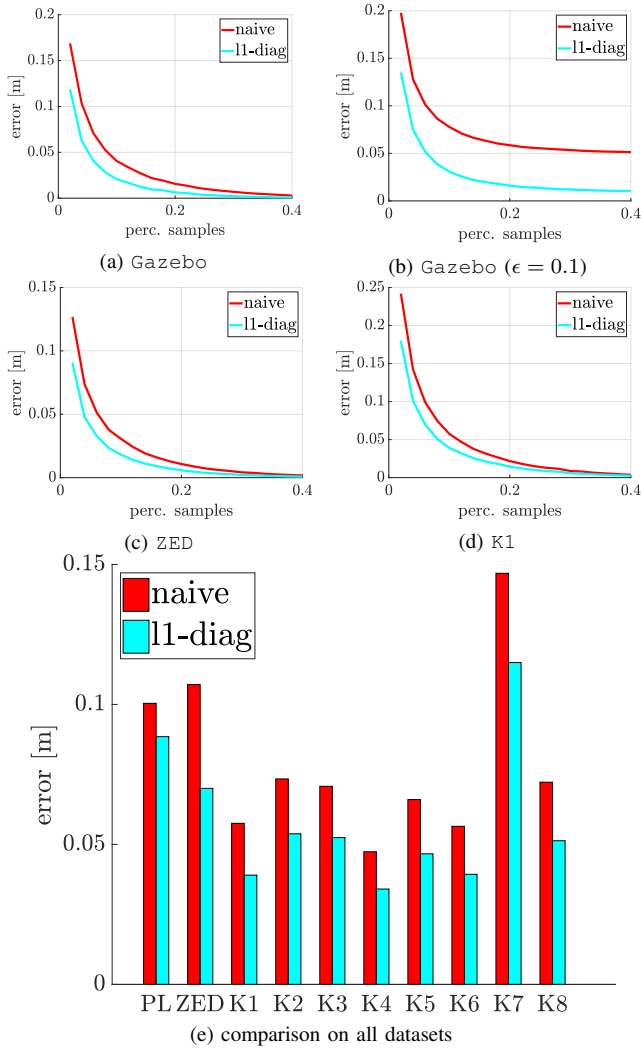 0.2
0.15
0.1
0.05
0
error [m]
naive
l1-diag
0
0.2
0.4
perc. samples
(a) Gazebo
0.2
0.15
0.1
0.05
0
error [m]
naive
l1-diag
0
0.2
0.4
perc. samples
(b) Gazebo (ϵ = 0.1)
0.15
0.1
0.05
0
error [m]
naive
l1-diag
0
0.2
0.4
perc. samples
(c) ZED
0.25
0.2
0.15
0.1
0.05
0
error [m]
naive
l1-diag
0
0.2
0.4
perc. samples
(d) K1
0.15
0.1
0.05
0
error [m]
naive
l1-diag
PL ZED K1 K2 K3 K4 K5 K6 K7 K8
(e) comparison on all datasets